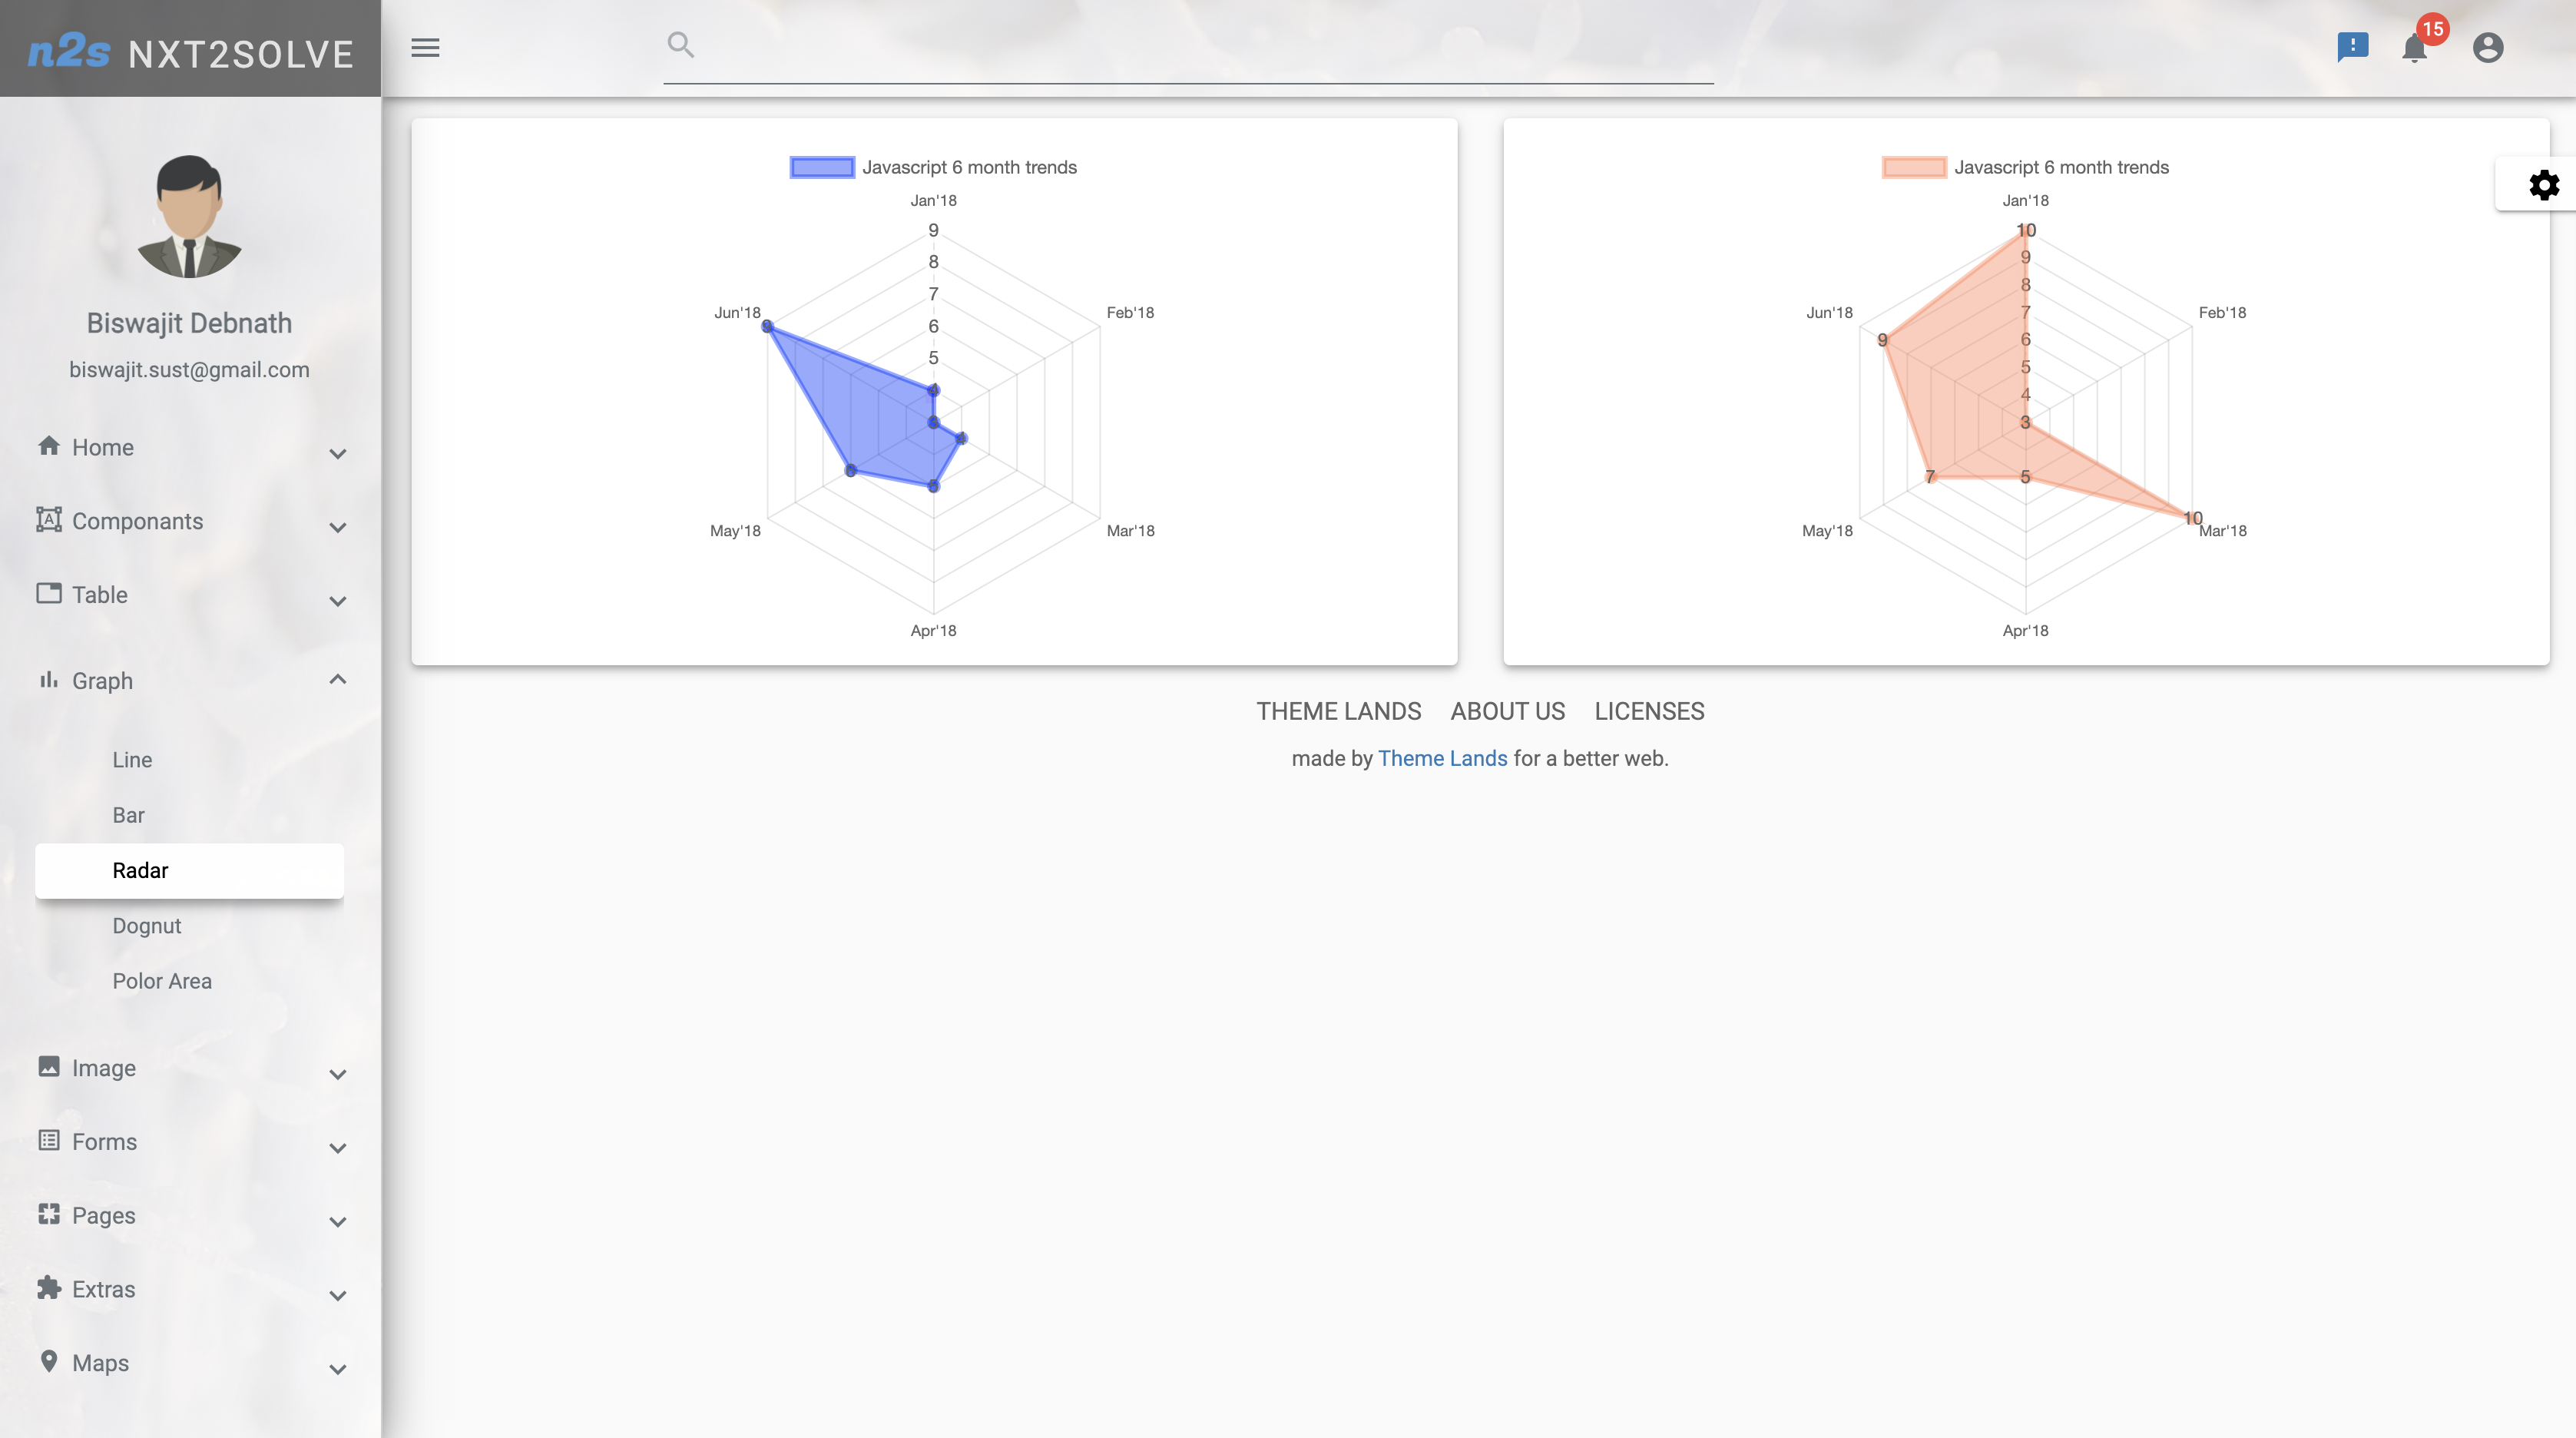 n2s NXT2SOLVE
15
Biswajit Debnath
biswajit.sust@gmail.com
Home
Componants
Table
Graph
Line
Bar
Radar
Dognut
Polor Area
Image
Forms
Pages
Extras
Maps
Javascript 6 month trends
Jan'18
9
8
7
6
5
4
Jun'18
Feb'18
May'18
Mar'18
Apr'18
Javascript 6 month trends
Jan'18
10
9
8
7
6
5
4
3
Jun'18
9
Feb'18
7
5
10
May'18
Mar'18
Apr'18
THEME LANDS ABOUT US LICENSES
made by Theme Lands for a better web.